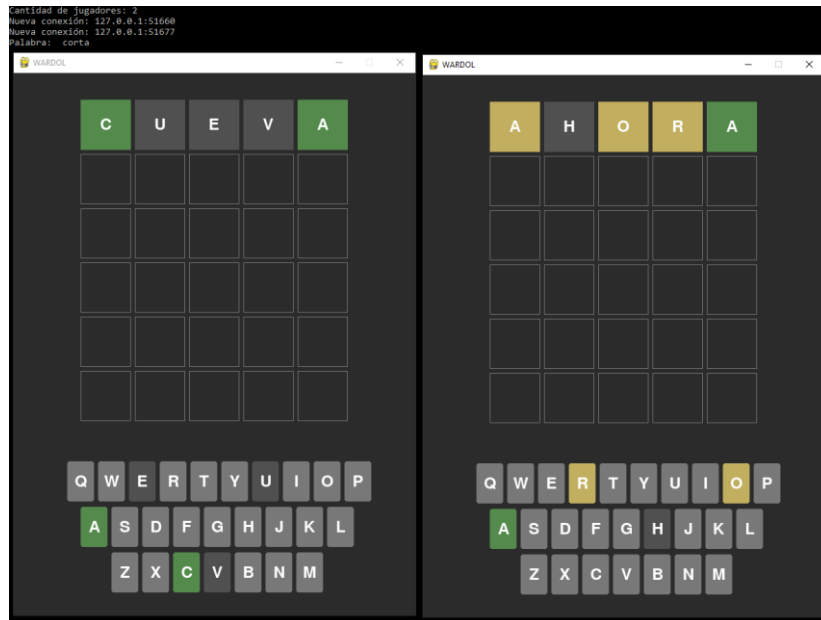 Cantidad de jugadores: 2
Nueva conexión: 127.0.0.1:51660
Nueva conexión: 127.0.0.1:51677
Palabra:  corta
WARDOL
C U E V A
Q W E R T Y U I O P
A S D F G H J K L
Z X C V B N M
WARDOL
A H O R A
Q W E R T Y U I O P
A S D F G H J K L
Z X C V B N M